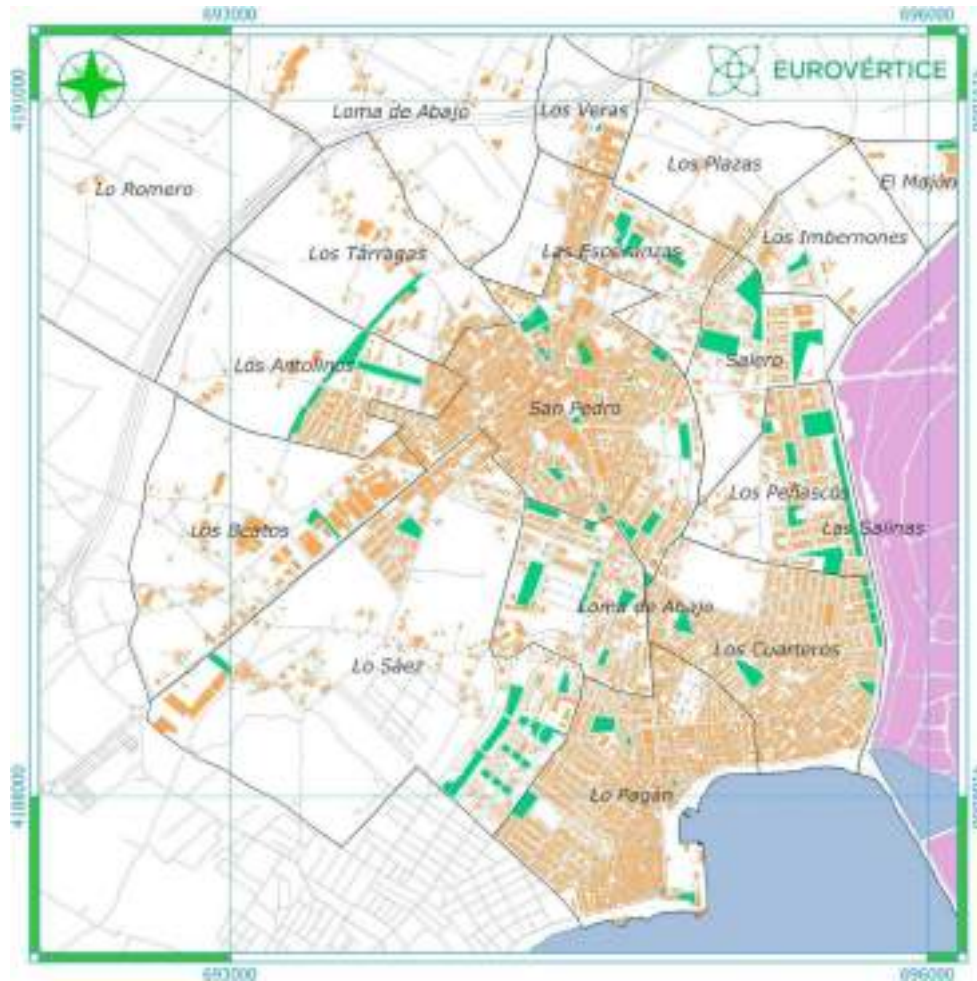 693000
696000
4191000
EUROVÉRTICE
Loma de Abajo
Los Veras
Los Plazas
El Mojón
Lo Romero
Los Imbernones
Los Tárragas
Las Esperanzas
Los Antolinos
Salero
San Pedro
Los Peñascos
Las Salinas
Los Beatos
Loma de Abajo
Los Cuarteros
Lo Sáez
Lo Pagán
4188000
693000
696000